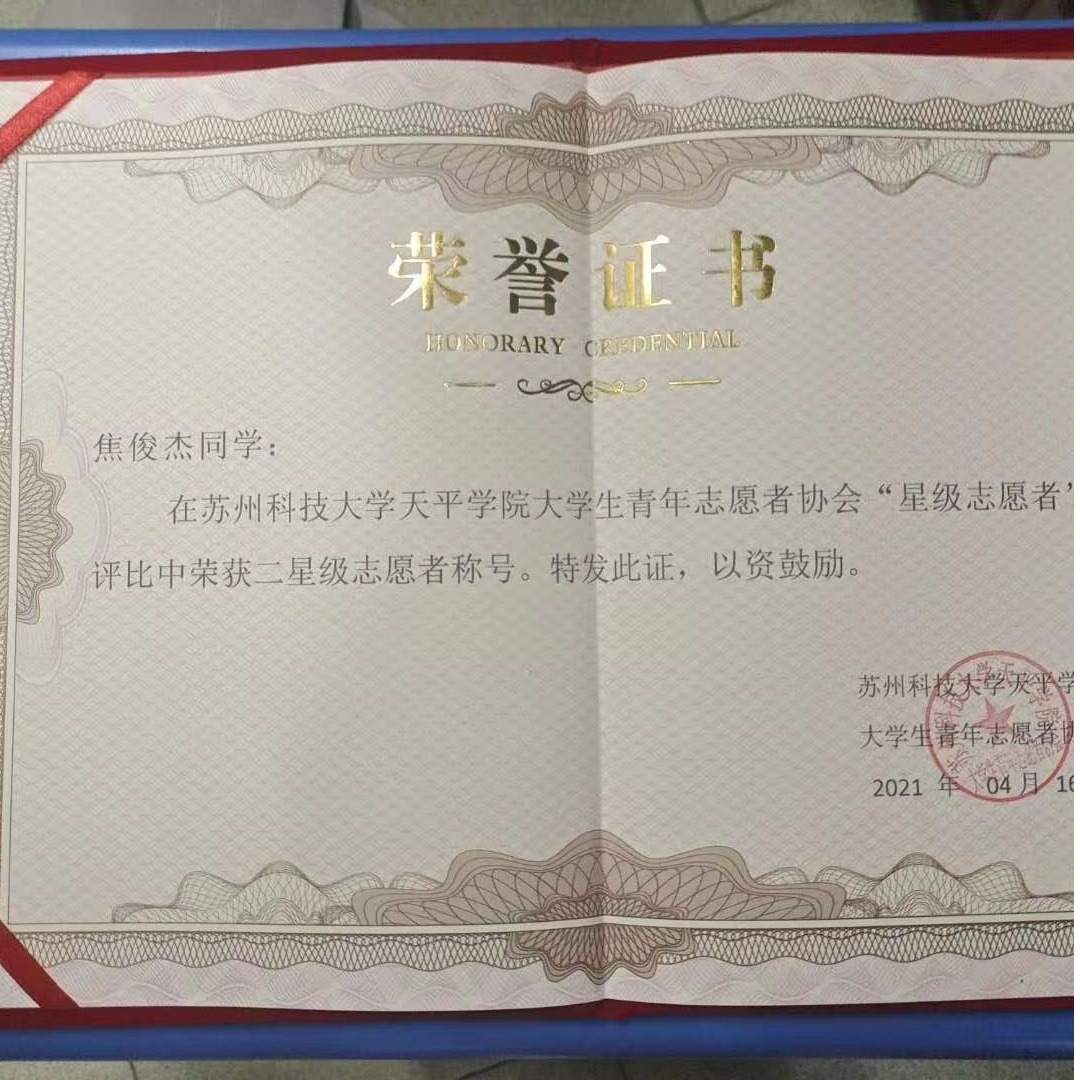 荣誉证书
HONORARY CREDENTIAL
焦俊杰同学：
在苏州科技大学天平学院大学生青年志愿者协会“星级志愿者”
评比中荣获二星级志愿者称号。特发此证，以资鼓励。
苏州科技大学天平学
大学生青年志愿者协
2021 年 04 月 16